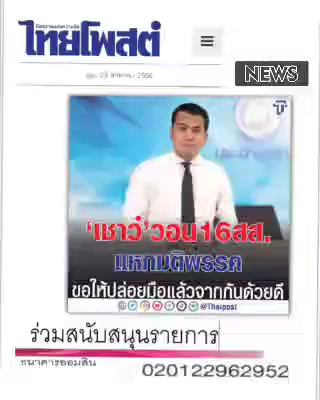 ไทยโพสต์
NEWS
'เชาว์'วอน16สส.
แหกมติพรรค
ขอให้ปล่อยมือแล้วจากกันด้วยดี
@Thaipost
ร่วมสนับสนุนรายการ
ธนาคารออมสิน
020122962952